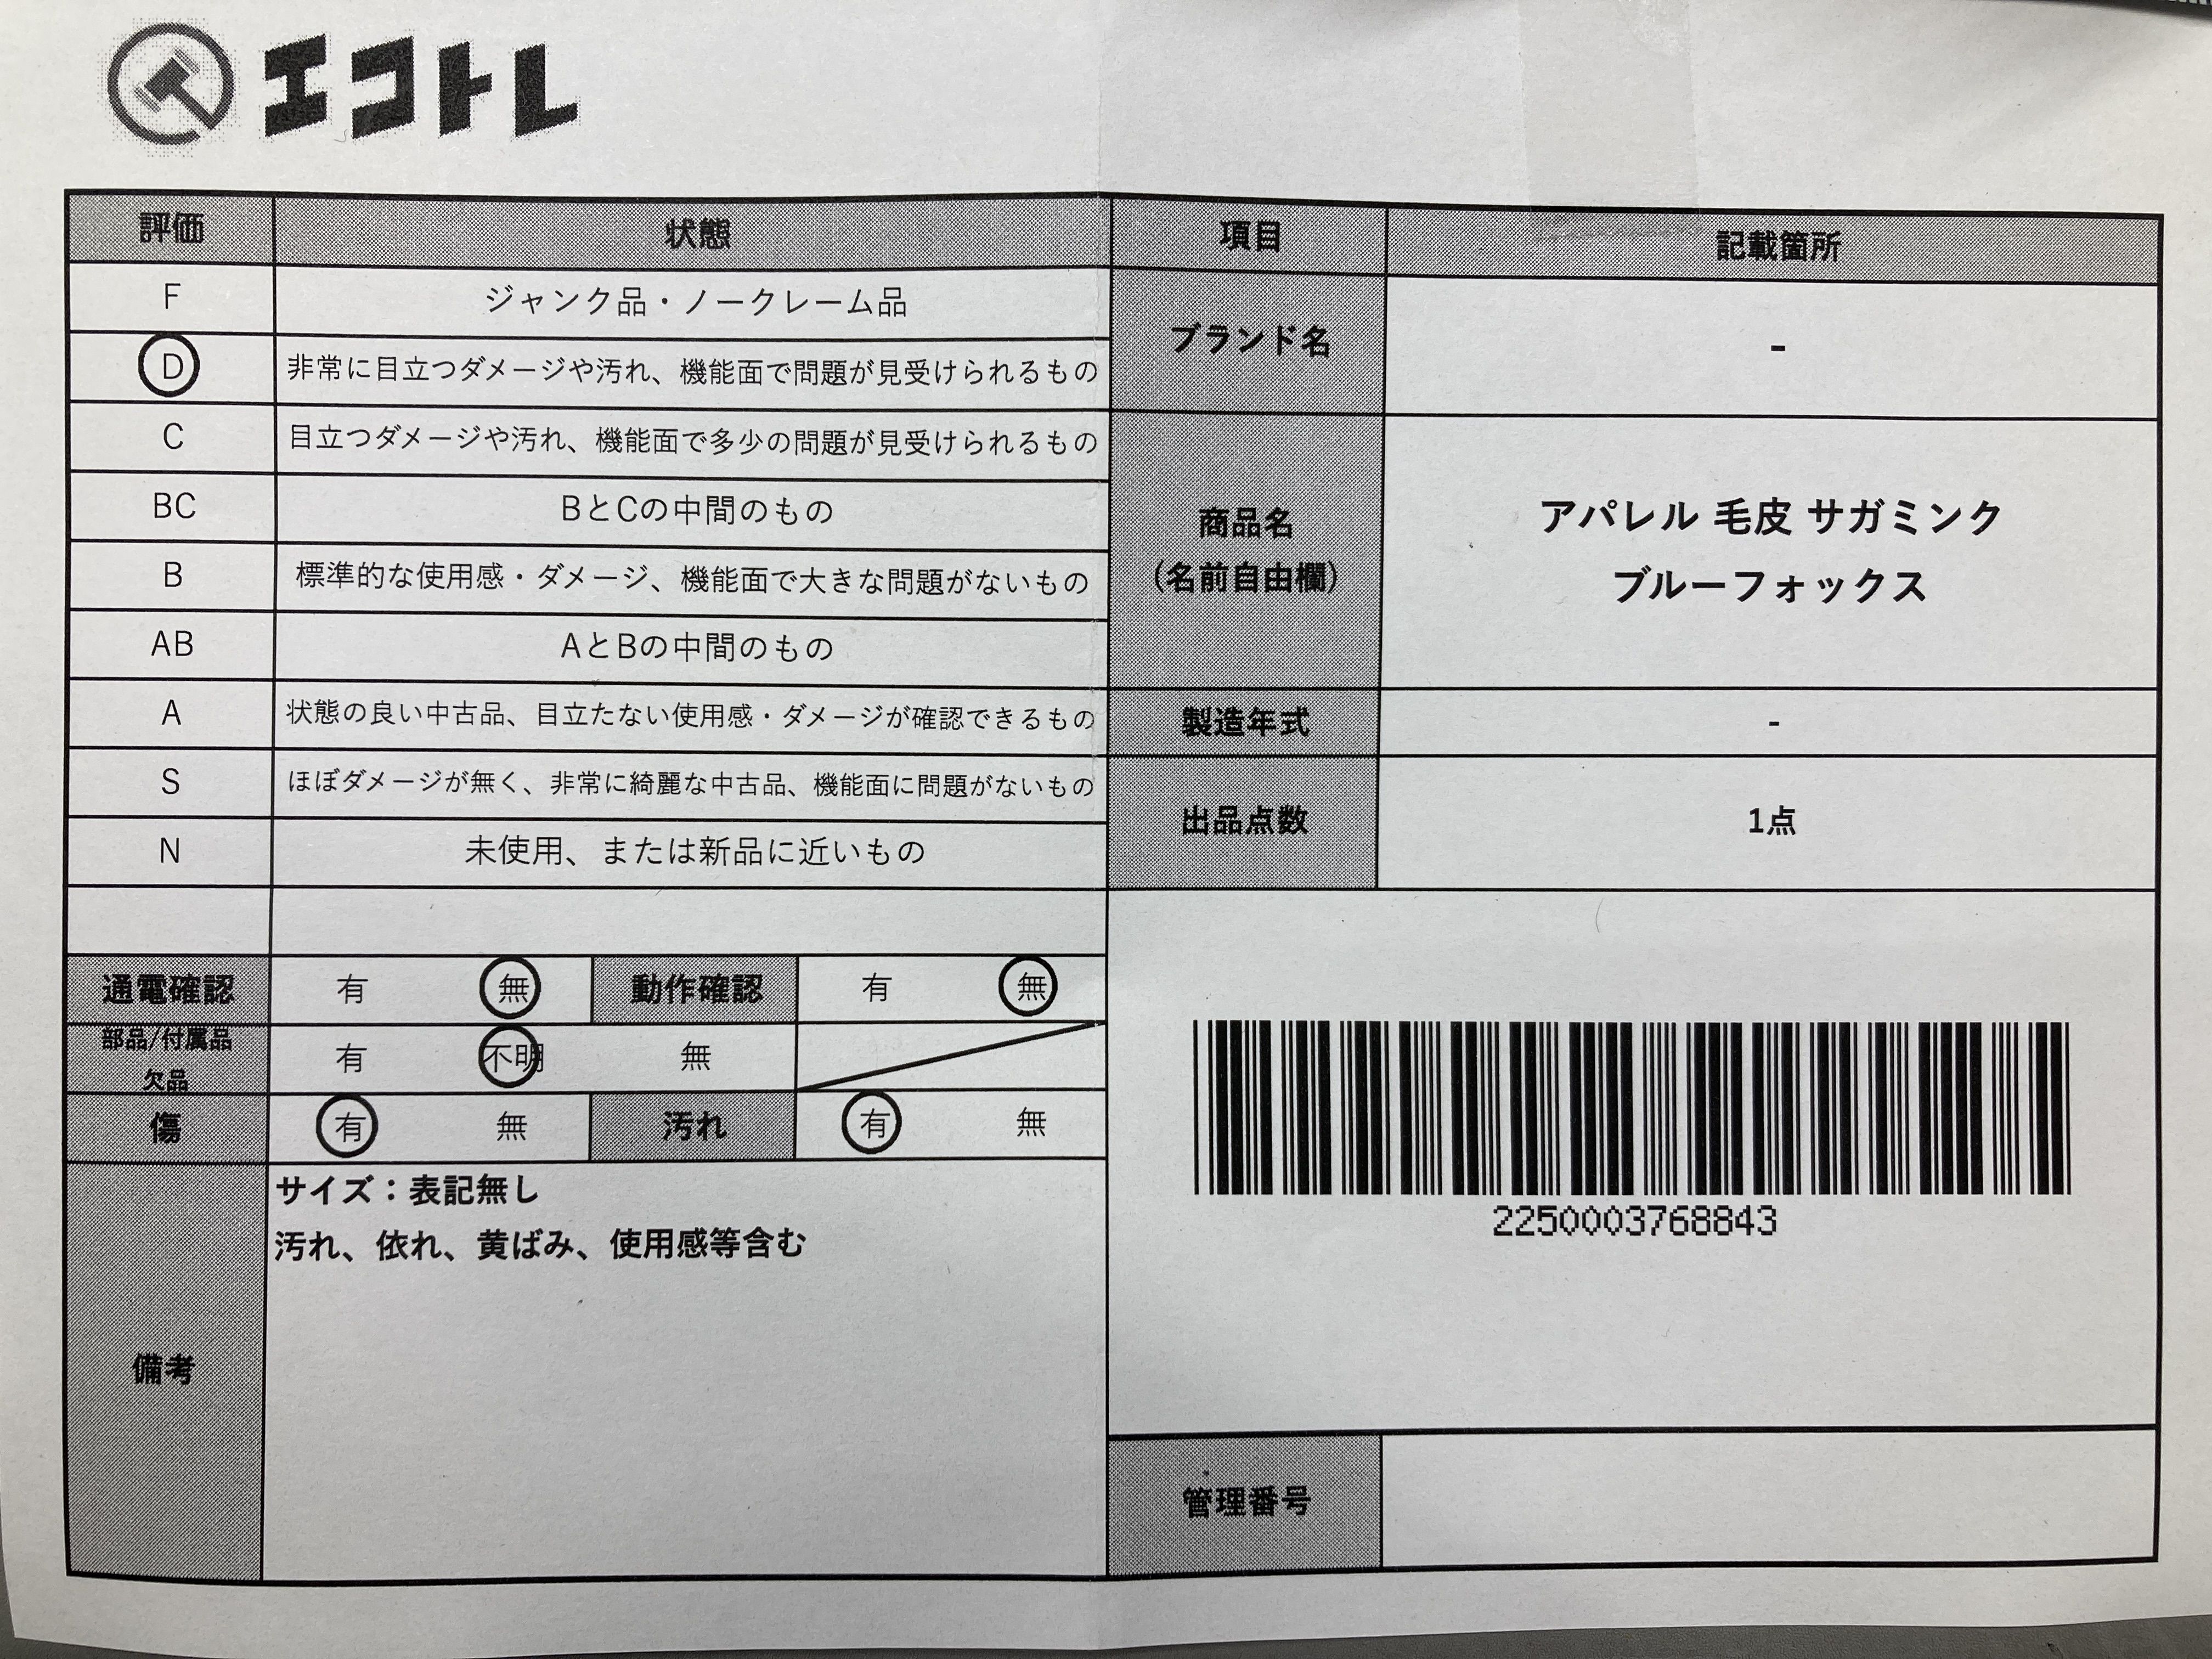 エコトレ
評価 状態 項目 記載箇所
F ジャンク品・ノークレーム品
D 非常に目立つダメージや汚れ、機能面で問題が見受けられるもの
ブランド名 -
C 目立つダメージや汚れ、機能面で多少の問題が見受けられるもの
BC BとCの中間のもの
B 標準的な使用感・ダメージ、機能面で大きな問題がないもの
AB AとBの中間のもの
商品名
(名前自由欄)
アパレル 毛皮 サガミンク
ブルーフォックス
A 状態の良い中古品、目立たない使用感・ダメージが確認できるもの
製造年式 -
S ほぼダメージが無く、非常に綺麗な中古品、機能面に問題がないもの
N 未使用、または新品に近いもの
出品点数 1点
通電確認 有 無 動作確認 有 無
部品/付属品
欠品
有 不明 無
傷 有 無 汚れ 有 無
備考
サイズ：表記無し
汚れ、依れ、黄ばみ、使用感等含む
2250003768843
管理番号